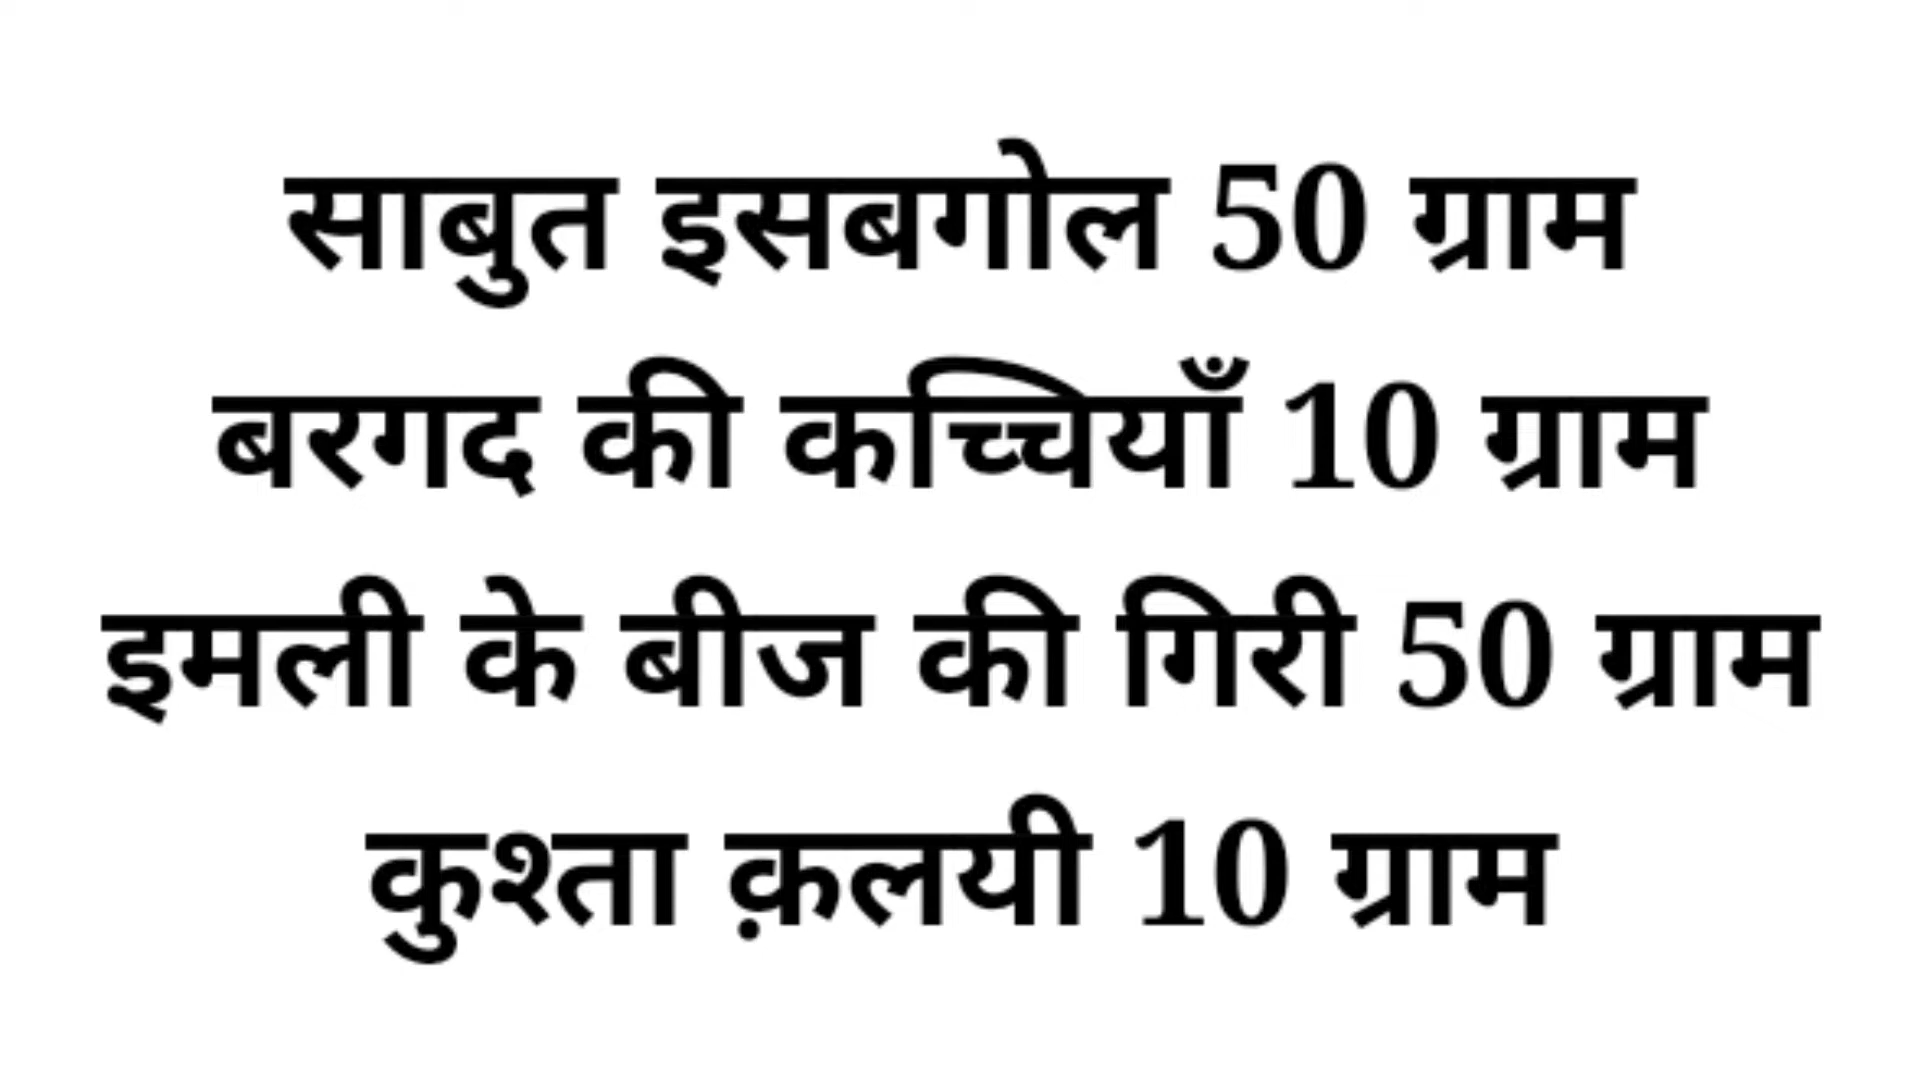 साबुत इसबगोल 50 ग्राम
बरगद की कच्चियाँ 10 ग्राम
इमली के बीज की गिरी 50 ग्राम
कुश्ता क़लयी 10 ग्राम